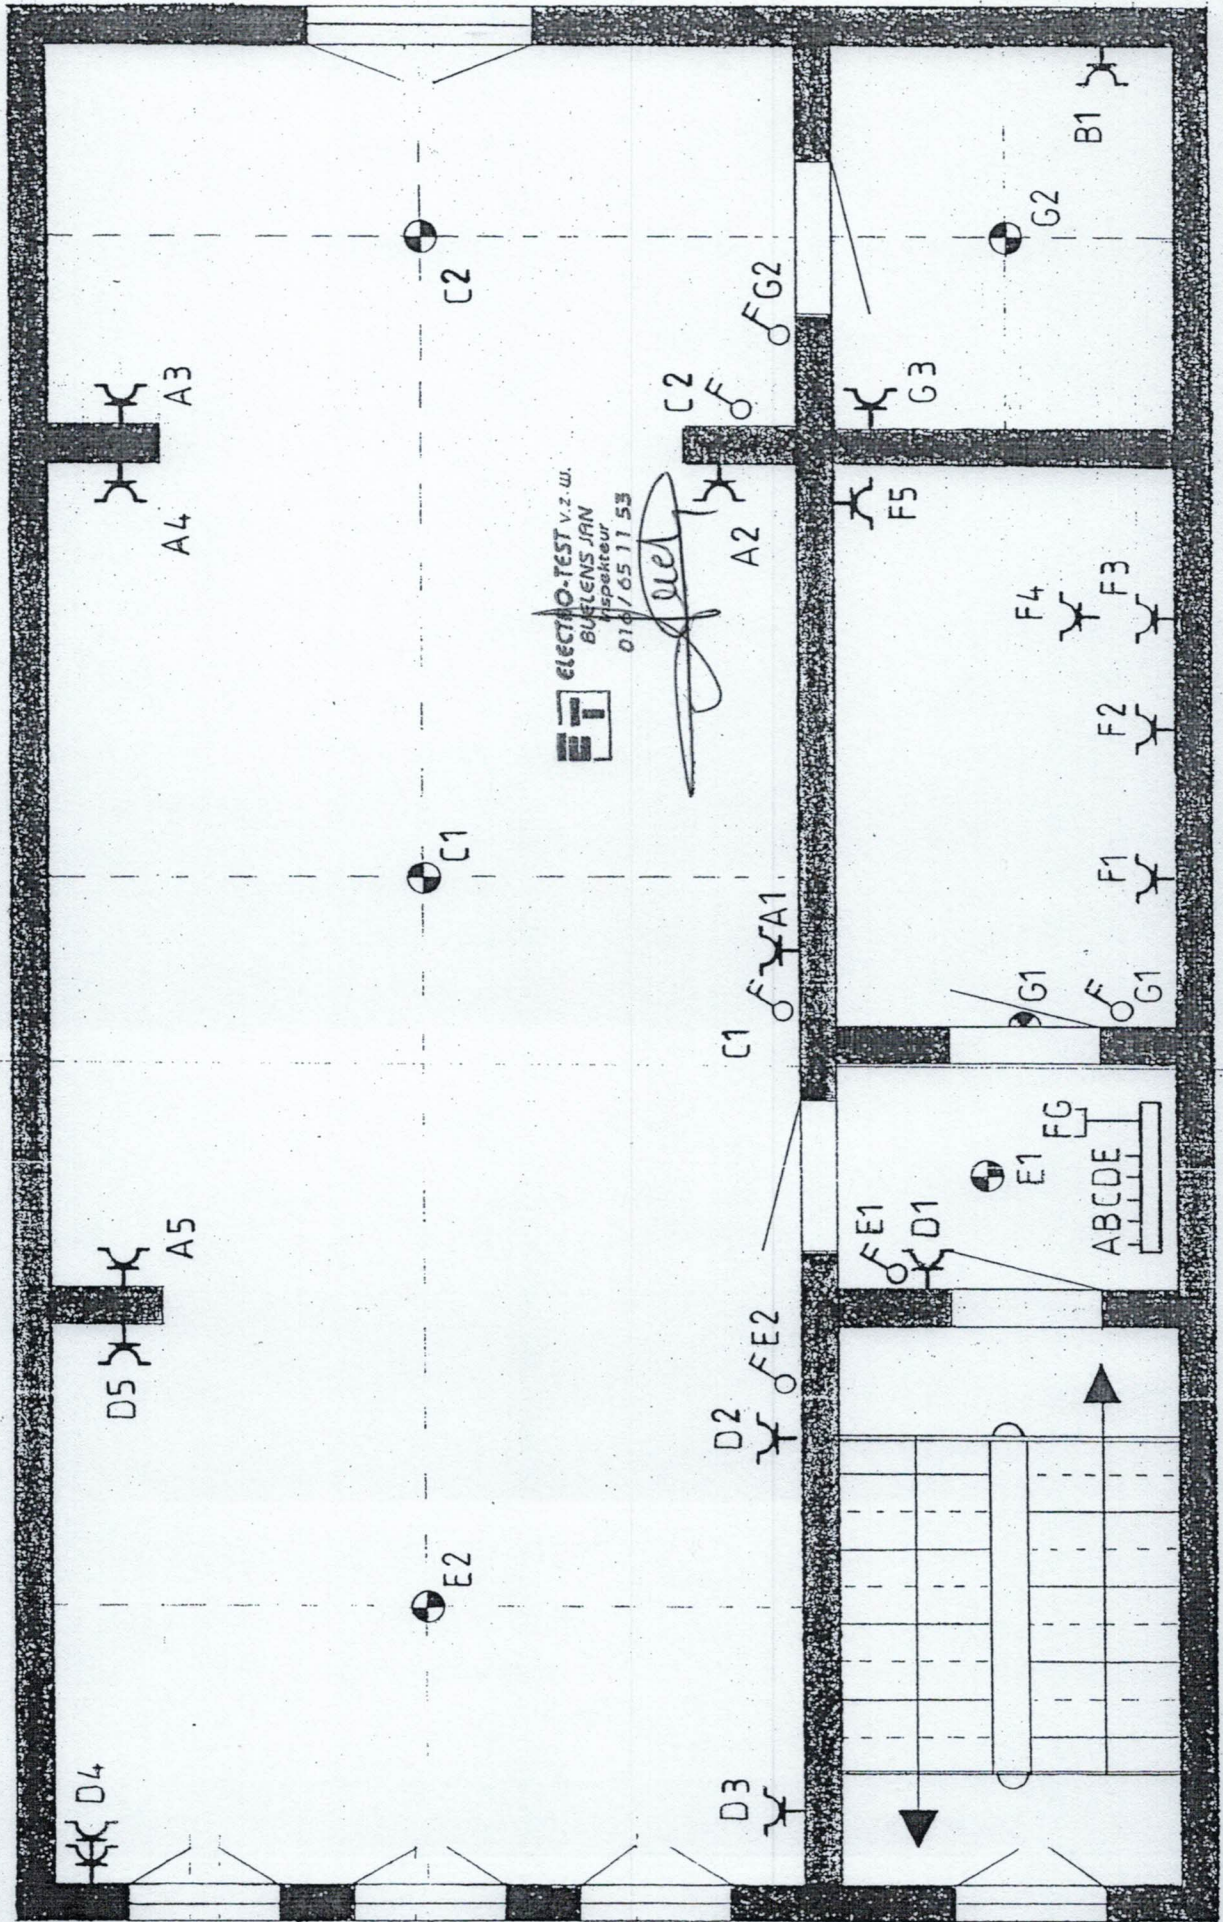 A3
A4
C2
G2
C2
G3
B1
G2
ET
ELECTRO-TEST v.z.w.
BUELENS JAN
Inspekteur
016 / 65 11 53
A2
F5
F4
F3
F2
F1
C1
A1
C1
G1
G1
A5
D5
E1
D1
E1
ABCDE
FG
E2
D2
E2
D4
D3